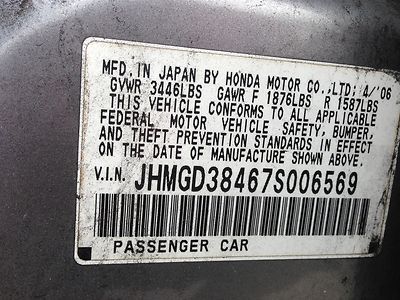 MFD. IN JAPAN BY HONDA MOTOR CO., LTD; 4/'06
GVWR 3446LBS GAWR F 1876LBS R 1587LBS
THIS VEHICLE CONFORMS TO ALL APPLICABLE
FEDERAL MOTOR VEHICLE SAFETY, BUMPER,
AND THEFT PREVENTION STANDARDS IN EFFECT
ON THE DATE OF MANUFACTURE SHOWN ABOVE.
V.I.N. JHMGD38467S006569
PASSENGER CAR